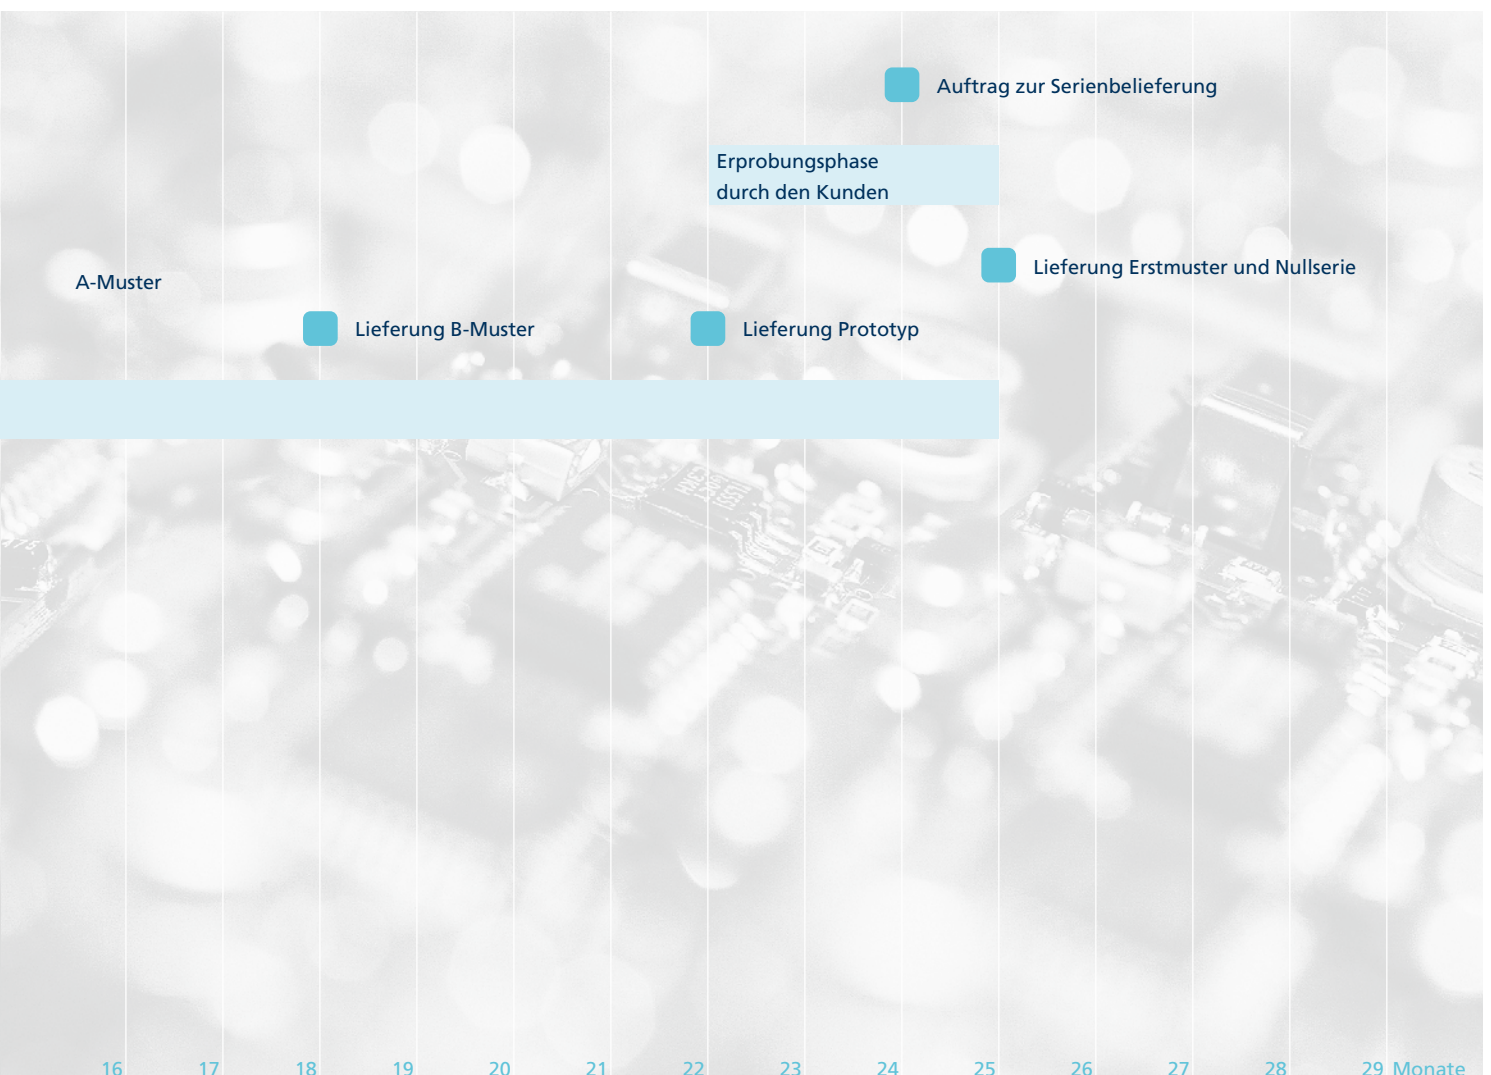 Auftrag zur Serienbelieferung
Erprobungsphase
durch den Kunden
Lieferung Erstmuster und Nullserie
A-Muster
Lieferung B-Muster
Lieferung Prototyp
16 17 18 19 20 21 22 23 24 25 26 27 28 29 Monate